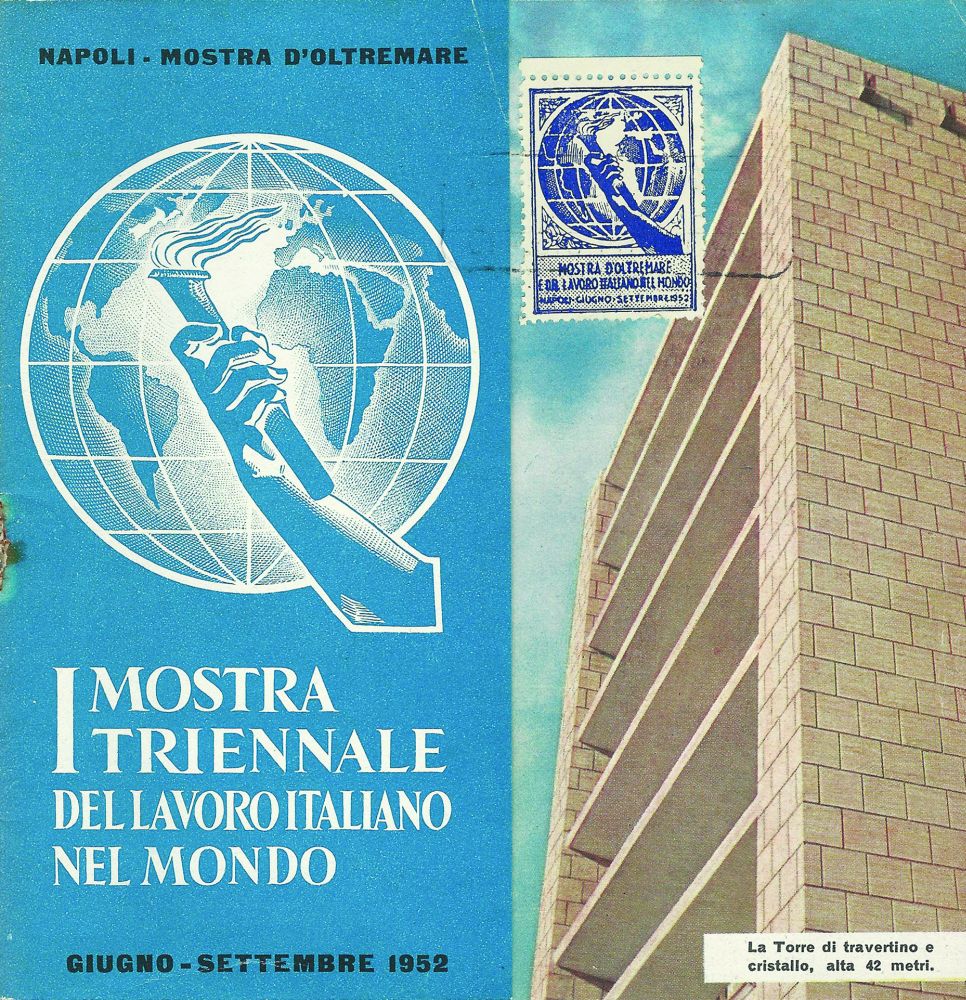 NAPOLI - MOSTRA D'OLTREMARE
I MOSTRA
TRIENNALE
DEL LAVORO ITALIANO
NEL MONDO
GIUGNO - SETTEMBRE 1952
MOSTRA D'OLTREMARE
E DEL LAVORO ITALIANO NEL MONDO
NAPOLI - GIUGNO - SETTEMBRE 1952
La Torre di travertino e
cristallo, alta 42 metri.